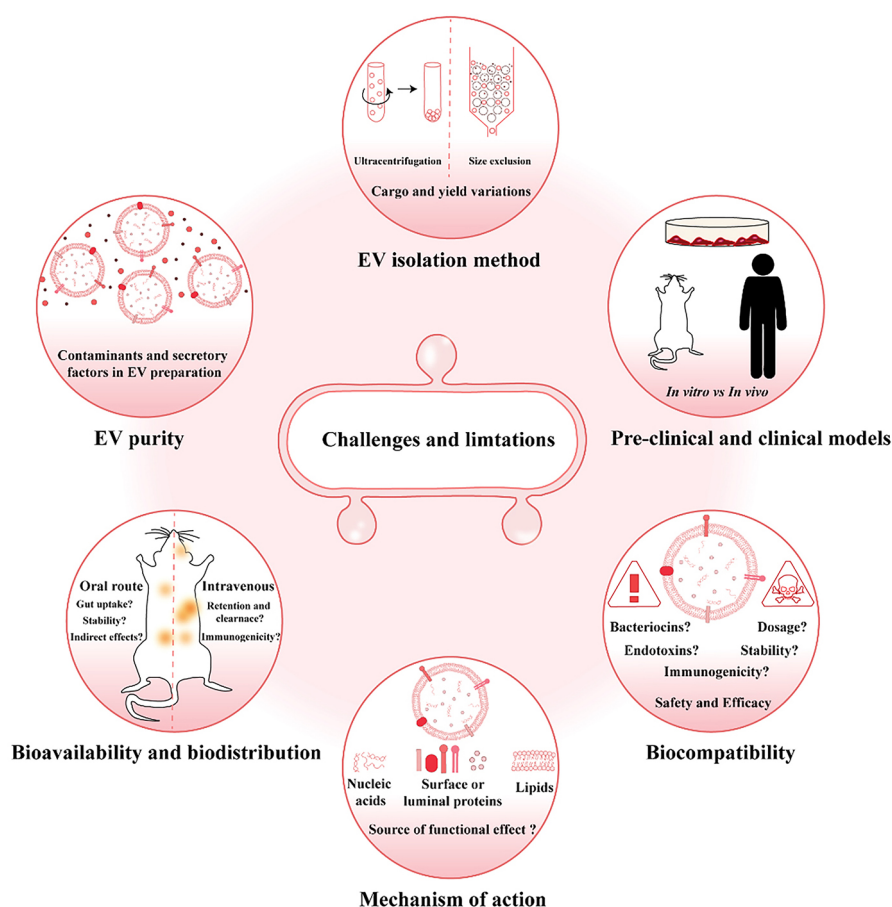 Ultracentrifugation
Size exclusion
Cargo and yield variations
EV isolation method
Contaminants and secretory
factors in EV preparation
EV purity
In vitro vs In vivo
Pre-clinical and clinical models
Challenges and limtations
Oral route
Gut uptake?
Stability?
Indirect effects?
Intravenous
Retention and
clearnace?
Immunogenicity?
Bioavailability and biodistribution
Bacteriocins?
Dosage?
Endotoxins?
Stability?
Immunogenicity?
Safety and Efficacy
Biocompatibility
Nucleic
acids
Surface or
luminal proteins
Lipids
Source of functional effect ?
Mechanism of action